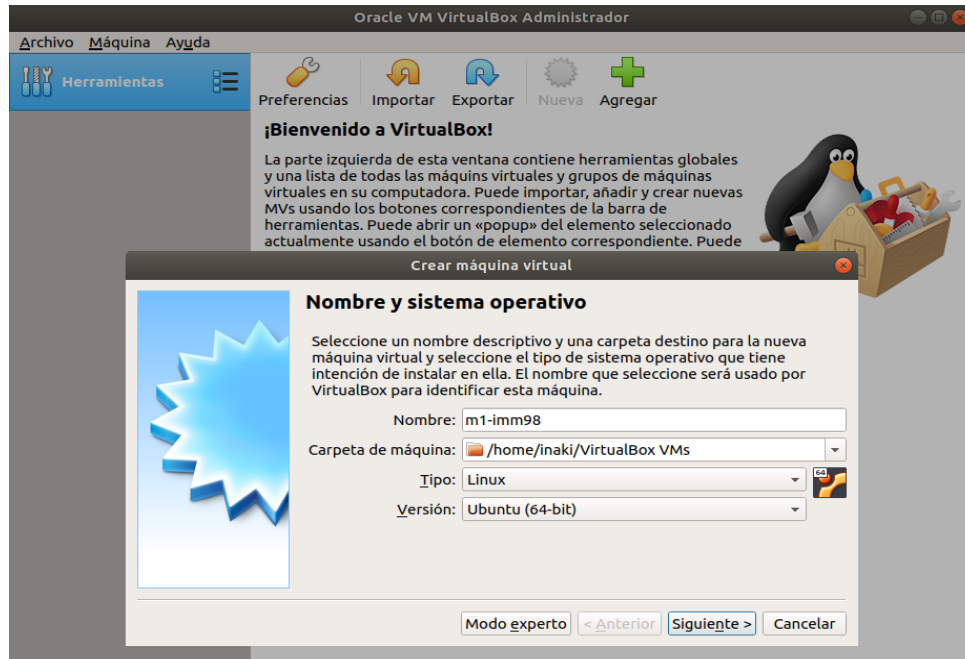 Oracle VM VirtualBox Administrador
Archivo Máquina Ayuda
Herramientas
Preferencias Importar Exportar Nueva Agregar
¡Bienvenido a VirtualBox!
La parte izquierda de esta ventana contiene herramientas globales
y una lista de todas las máquins virtuales y grupos de máquinas
virtuales en su computadora. Puede importar, añadir y crear nuevas
MVs usando los botones correspondientes de la barra de
herramientas. Puede abrir un «popup» del elemento seleccionado
actualmente usando el botón de elemento correspondiente. Puede
Crear máquina virtual
Nombre y sistema operativo
Seleccione un nombre descriptivo y una carpeta destino para la nueva
máquina virtual y seleccione el tipo de sistema operativo que tiene
intención de instalar en ella. El nombre que seleccione será usado por
VirtualBox para identificar esta máquina.
Nombre: m1-imm98
Carpeta de máquina: /home/inaki/VirtualBox VMs
Tipo: Linux
64
Versión: Ubuntu (64-bit)
Modo experto < Anterior Siguiente > Cancelar